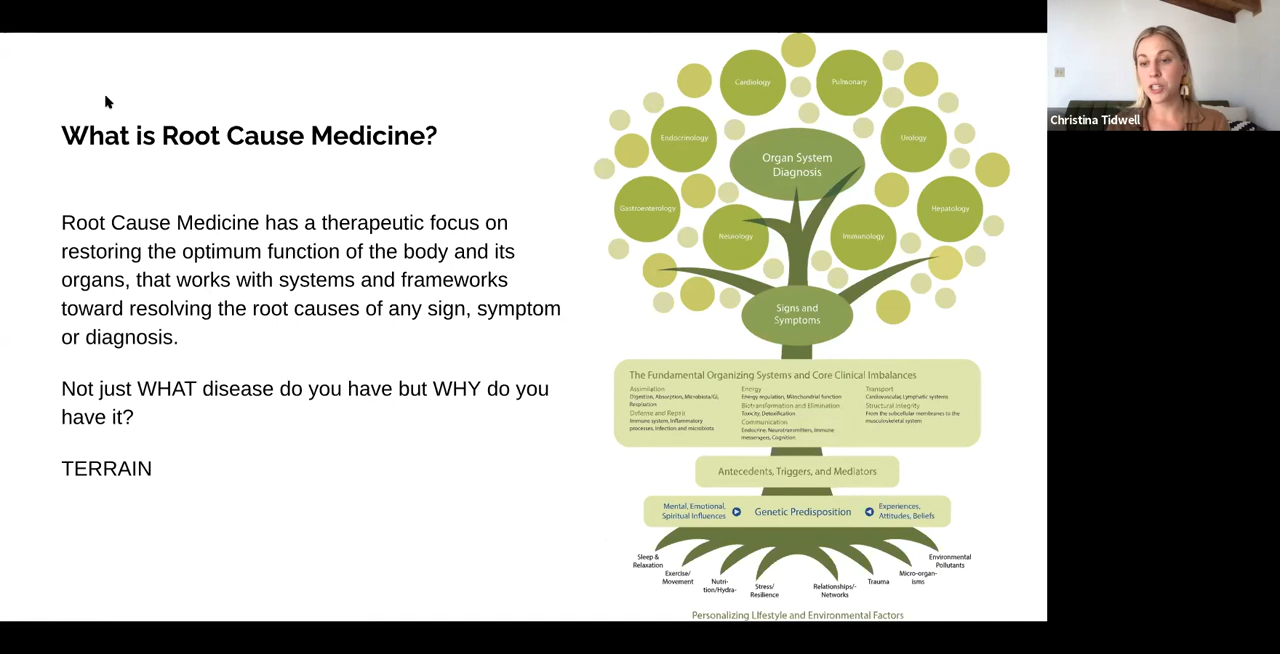 What is Root Cause Medicine?
Root Cause Medicine has a therapeutic focus on
restoring the optimum function of the body and its
organs, that works with systems and frameworks
toward resolving the root causes of any sign, symptom
or diagnosis.
Not just WHAT disease do you have but WHY do you
have it?
TERRAIN
Cardiology
Pulmonary
Endocrinology
Urology
Organ System
Diagnosis
Gastroenterology
Hepatology
Neurology
Immunology
Signs and
Symptoms
The Fundamental Organizing Systems and Core Clinical Imbalances
Assimilation
Digestion, Absorption, Microbiota/GI,
Respiration
Defense and Repair
Immune system, Inflammatory
processes, Infection and microbiota
Energy
Energy regulation, Mitochondrial function
Biotransformation and Elimination
Toxicity, Detoxification
Communication
Endocrine, Neurotransmitters, Immune
messengers, Cognition
Transport
Cardiovascular, Lymphatic systems
Structural Integrity
From the subcellular membranes to the
musculoskeletal system
Antecedents, Triggers, and Mediators
Mental, Emotional,
Spiritual Influences
Genetic Predisposition
Experiences,
Attitudes, Beliefs
Sleep &
Relaxation
Exercise/
Movement
Nutri-
tion/Hydra-
Stress/
Resilience
Relationships/-
Networks
Trauma
Micro-organ-
isms
Environmental
Pollutants
Personalizing Lifestyle and Environmental Factors
Christina Tidwell